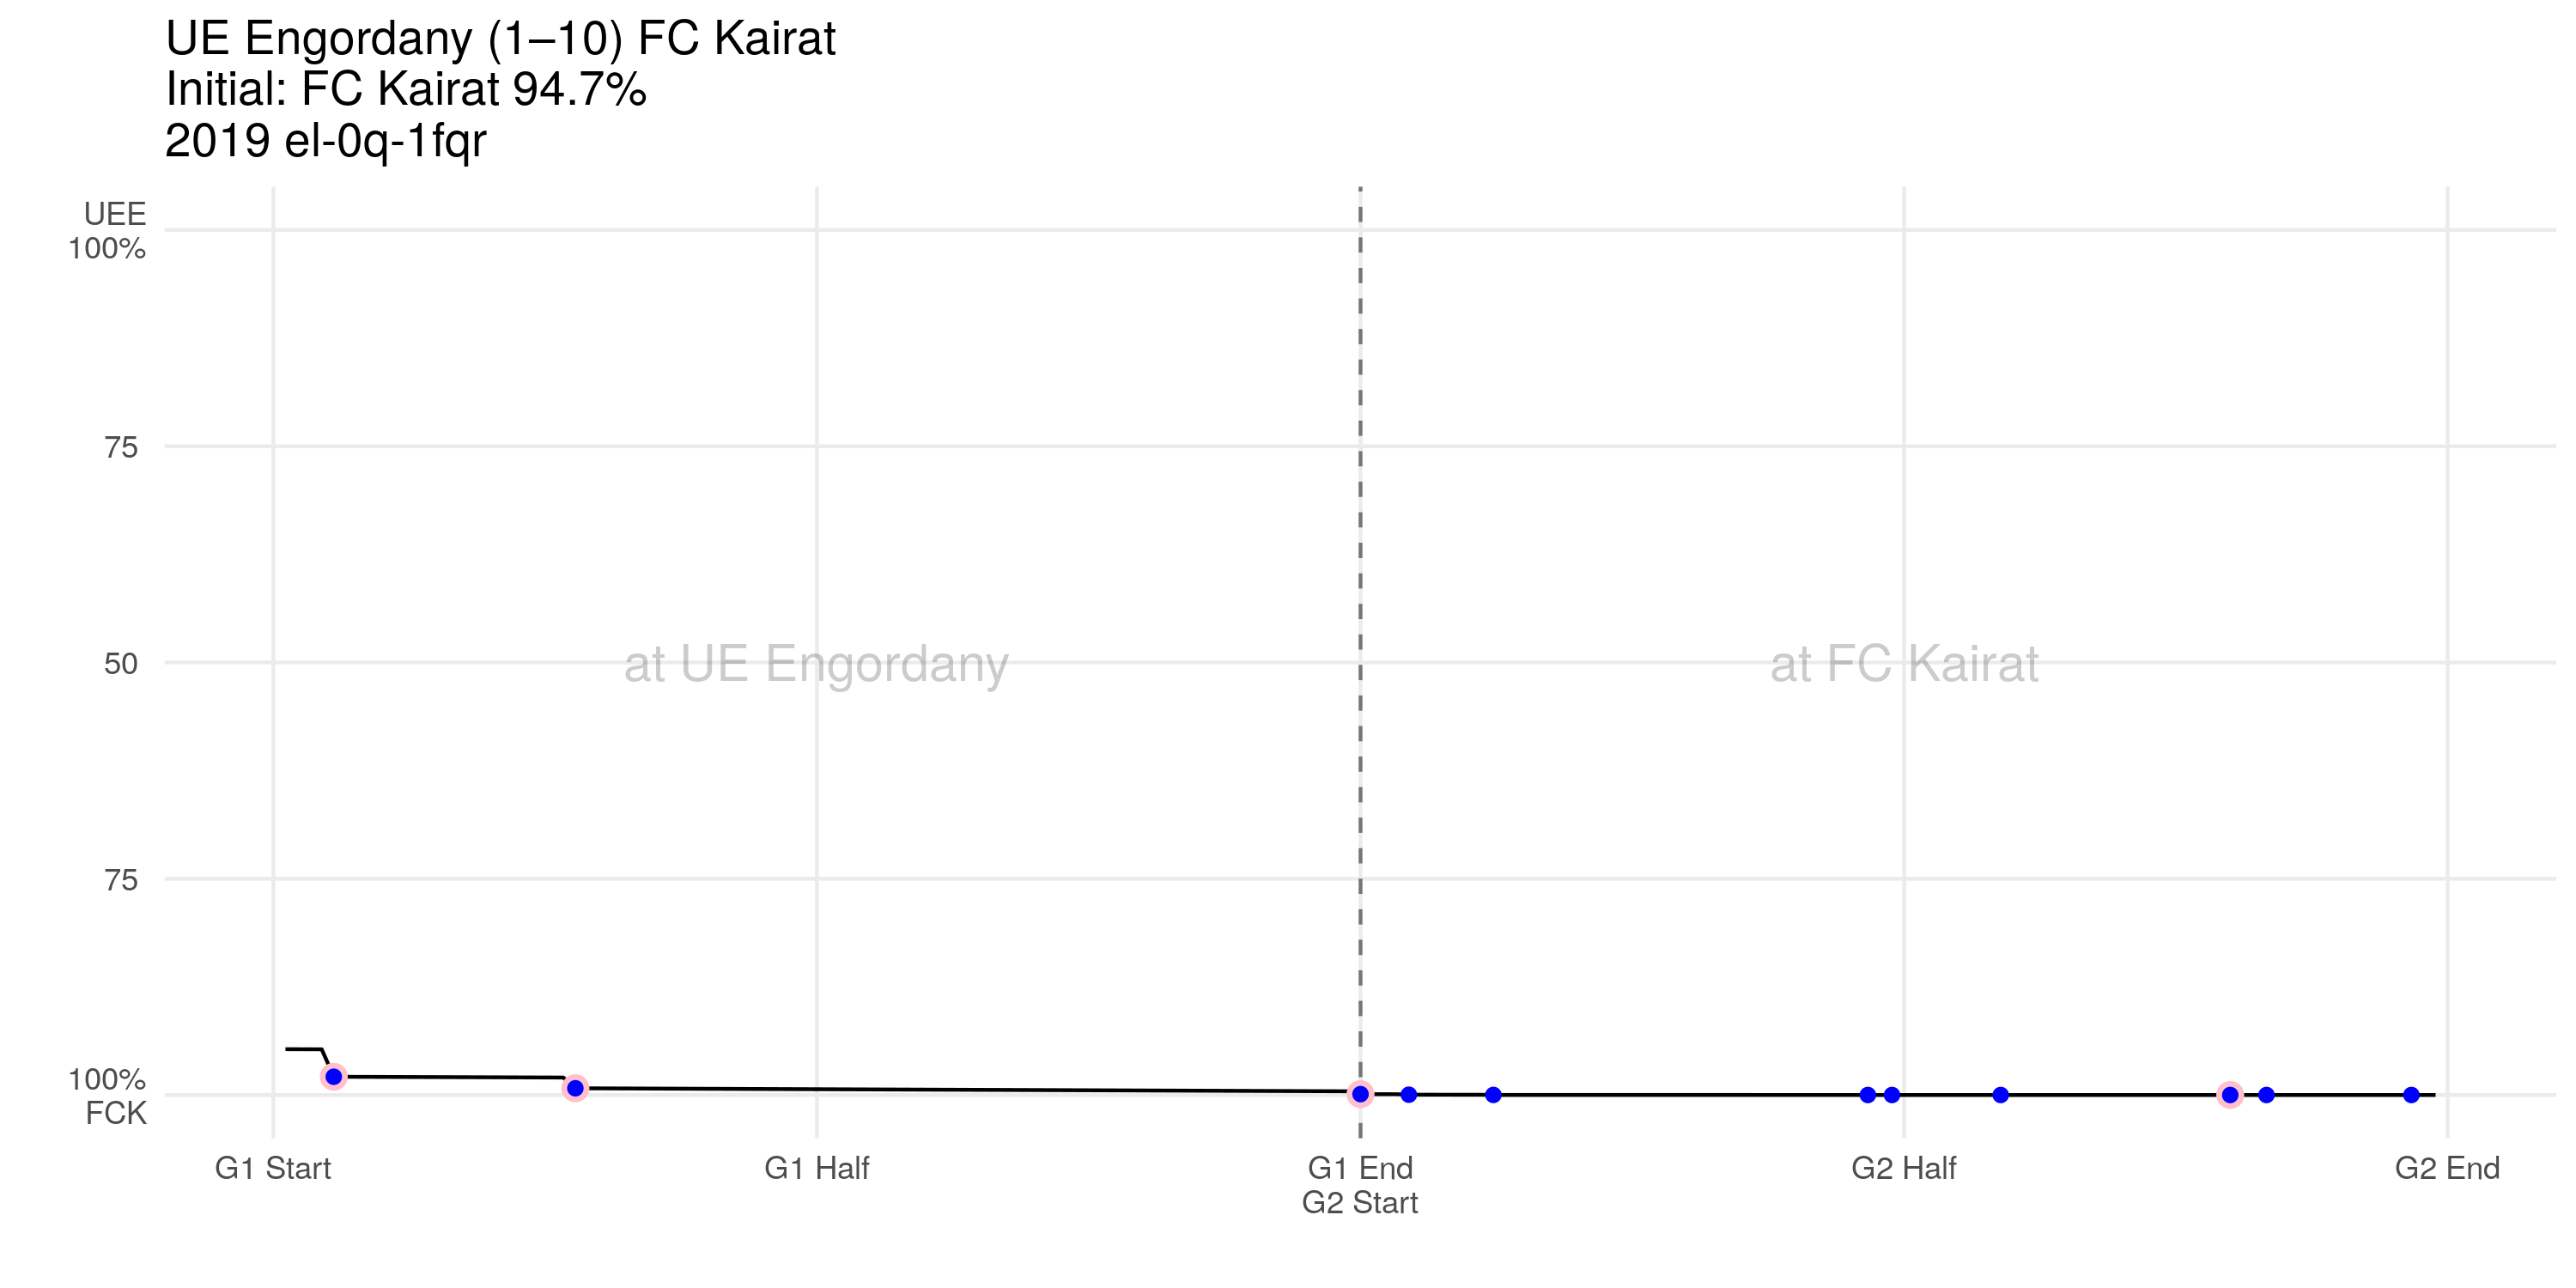 UE Engordany (1–10) FC Kairat
Initial: FC Kairat 94.7%
2019 el-0q-1fqr
UEE
100%
75
50
75
100%
FCK
at UE Engordany
at FC Kairat
G1 Start
G1 Half
G1 End
G2 Start
G2 Half
G2 End